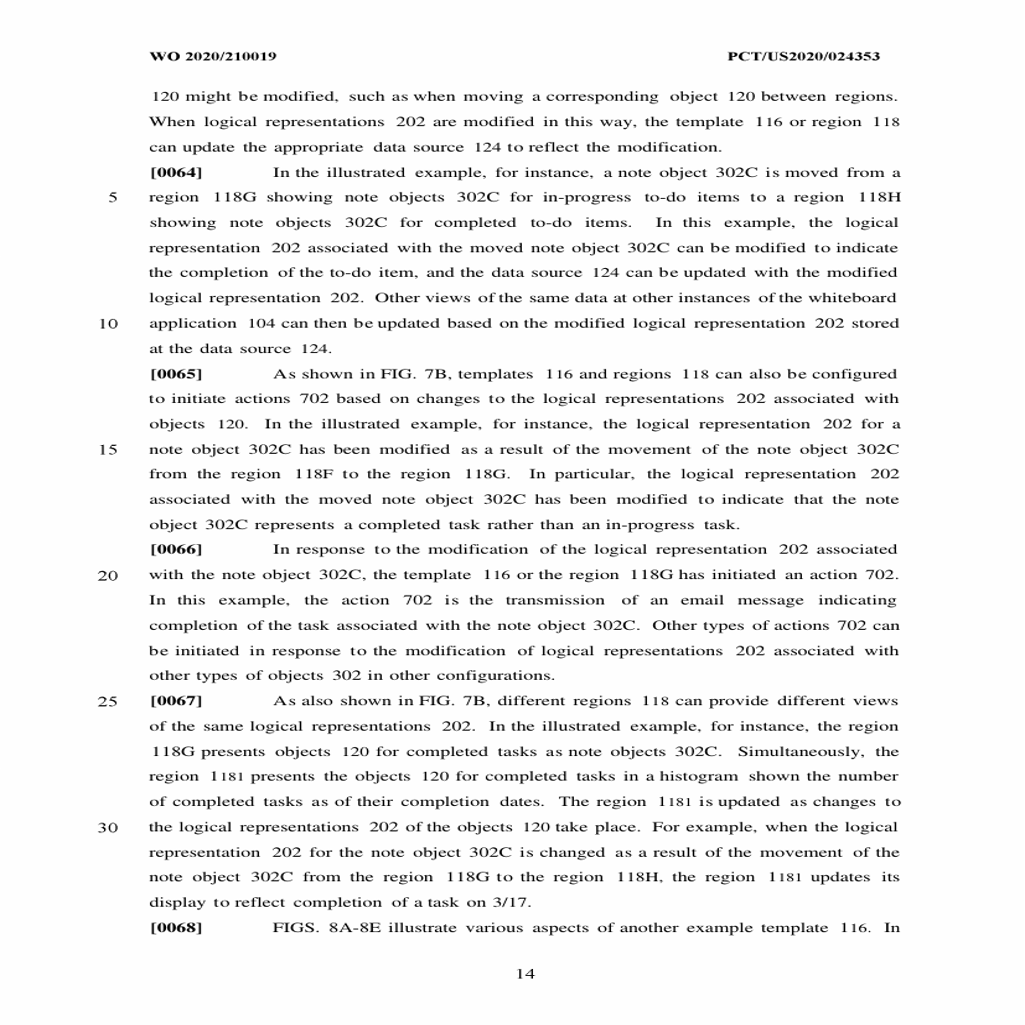 WO 2020/210019 PCT/US2020/024353
120 might be modified, such as when moving a corresponding object 120 between regions.
When logical representations 202 are modified in this way, the template 116 or region 118
can update the appropriate data source 124 to reflect the modification.
[0064] In the illustrated example, for instance, a note object 302C is moved from a
5 region 118G showing note objects 302C for in-progress to-do items to a region 118H
showing note objects 302C for completed to-do items. In this example, the logical
representation 202 associated with the moved note object 302C can be modified to indicate
the completion of the to-do item, and the data source 124 can be updated with the modified
logical representation 202. Other views of the same data at other instances of the whiteboard
10 application 104 can then be updated based on the modified logical representation 202 stored
at the data source 124.
[0065] As shown in FIG. 7B, templates 116 and regions 118 can also be configured
to initiate actions 702 based on changes to the logical representations 202 associated with
objects 120. In the illustrated example, for instance, the logical representation 202 for a
15 note object 302C has been modified as a result of the movement of the note object 302C
from the region 118F to the region 118G. In particular, the logical representation 202
associated with the moved note object 302C has been modified to indicate that the note
object 302C represents a completed task rather than an in-progress task.
[0066] In response to the modification of the logical representation 202 associated
20 with the note object 302C, the template 116 or the region 118G has initiated an action 702.
In this example, the action 702 is the transmission of an email message indicating
completion of the task associated with the note object 302C. Other types of actions 702 can
be initiated in response to the modification of logical representations 202 associated with
other types of objects 302 in other configurations.
25 [0067] As also shown in FIG. 7B, different regions 118 can provide different views
of the same logical representations 202. In the illustrated example, for instance, the region
118G presents objects 120 for completed tasks as note objects 302C. Simultaneously, the
region 1181 presents the objects 120 for completed tasks in a histogram shown the number
of completed tasks as of their completion dates. The region 1181 is updated as changes to
30 the logical representations 202 of the objects 120 take place. For example, when the logical
representation 202 for the note object 302C is changed as a result of the movement of the
note object 302C from the region 118G to the region 118H, the region 1181 updates its
display to reflect completion of a task on 3/17.
[0068] FIGS. 8A-8E illustrate various aspects of another example template 116. In
14